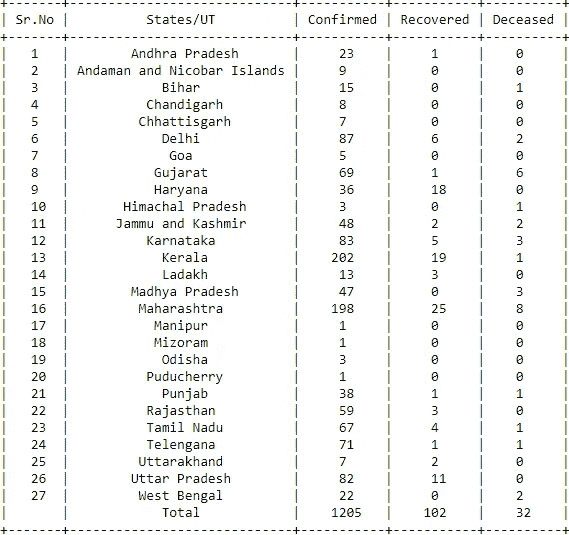 Sr.No | States/UT | Confirmed | Recovered | Deceased
1 | Andhra Pradesh | 23 | 1 | 0
2 | Andaman and Nicobar Islands | 9 | 0 | 0
3 | Bihar | 15 | 0 | 1
4 | Chandigarh | 8 | 0 | 0
5 | Chhattisgarh | 7 | 0 | 0
6 | Delhi | 87 | 6 | 2
7 | Goa | 5 | 0 | 0
8 | Gujarat | 69 | 1 | 6
9 | Haryana | 36 | 18 | 0
10 | Himachal Pradesh | 3 | 0 | 1
11 | Jammu and Kashmir | 48 | 2 | 2
12 | Karnataka | 83 | 5 | 3
13 | Kerala | 202 | 19 | 1
14 | Ladakh | 13 | 3 | 0
15 | Madhya Pradesh | 47 | 0 | 3
16 | Maharashtra | 198 | 25 | 8
17 | Manipur | 1 | 0 | 0
18 | Mizoram | 1 | 0 | 0
19 | Odisha | 3 | 0 | 0
20 | Puducherry | 1 | 0 | 0
21 | Punjab | 38 | 1 | 1
22 | Rajasthan | 59 | 3 | 0
23 | Tamil Nadu | 67 | 4 | 1
24 | Telengana | 71 | 1 | 1
25 | Uttarakhand | 7 | 2 | 0
26 | Uttar Pradesh | 82 | 11 | 0
27 | West Bengal | 22 | 0 | 2
| Total | 1205 | 102 | 32